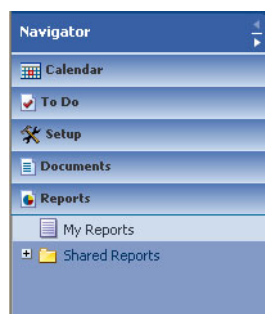 Navigator
Calendar
To Do
Setup
Documents
Reports
My Reports
Shared Reports